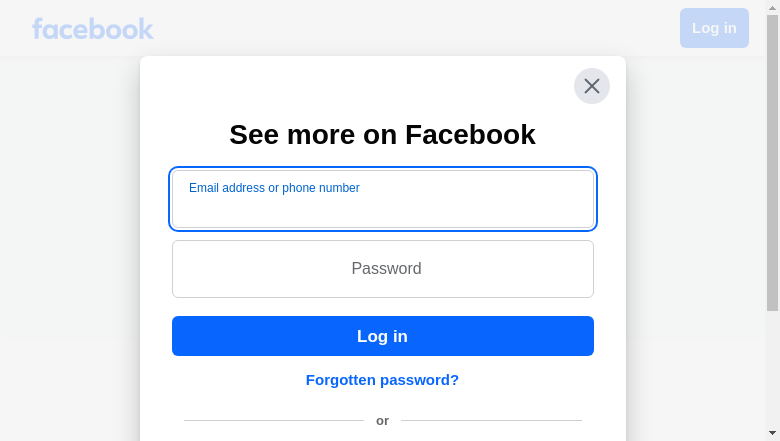 facebook
Log in
See more on Facebook
Email address or phone number
Password
Log in
Forgotten password?
or